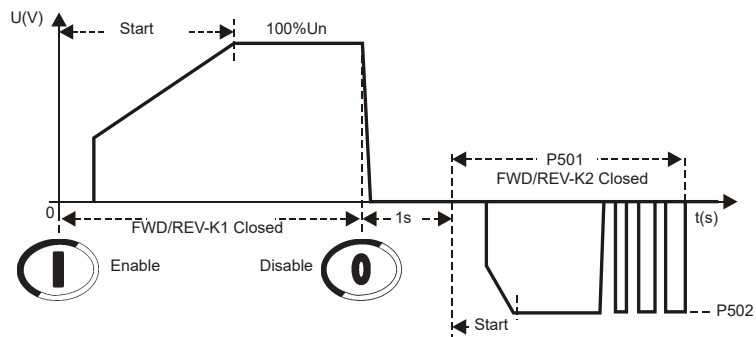 U(V)
Start
100%Un
P501
FWD/REV-K2 Closed
0
FWD/REV-K1 Closed
1s
t(s)
I
Enable
Disable
0
P502
Start